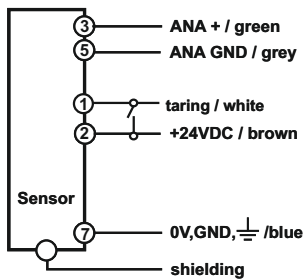 3 ANA + / green
5 ANA GND / grey
1 taring / white
2 +24VDC / brown
Sensor
7 0V,GND, /blue
shielding